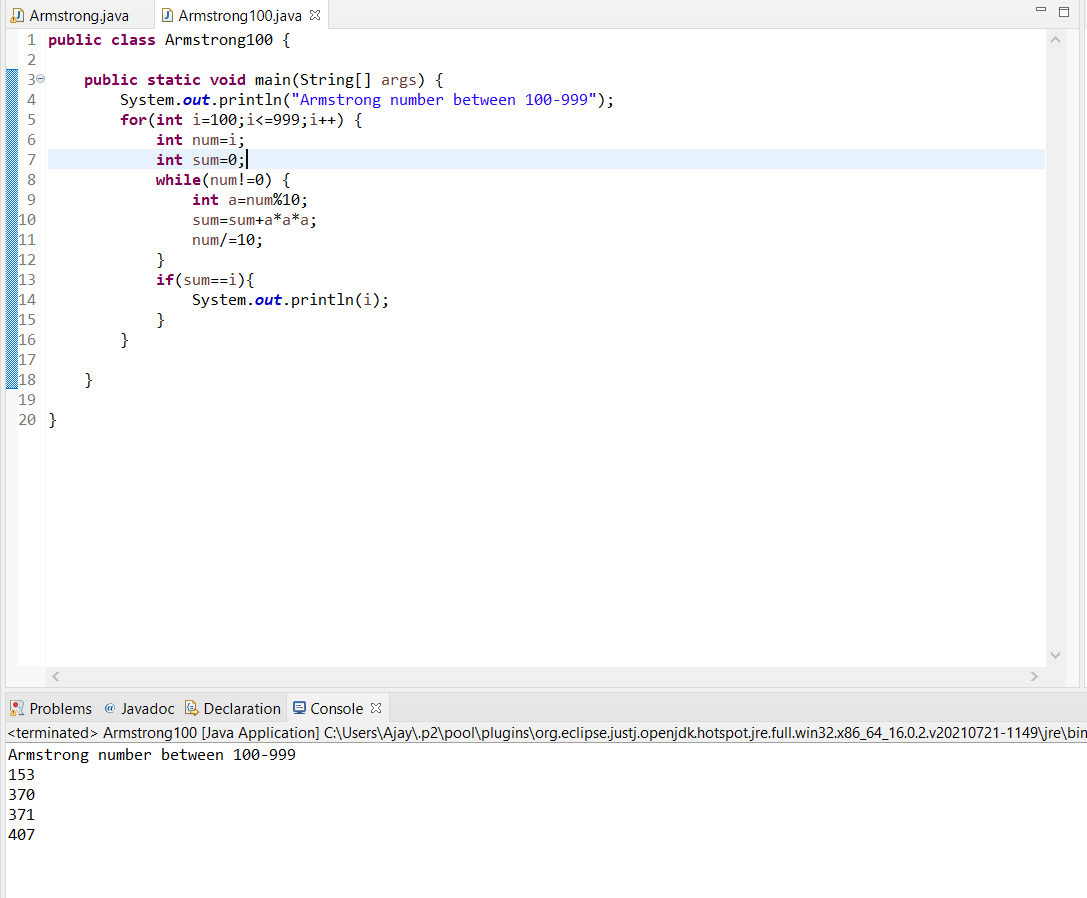 Armstrong.java Armstrong100.java
1 public class Armstrong100 {
2
3 public static void main(String[] args) {
4 System.out.println("Armstrong number between 100-999");
5 for(int i=100;i<=999;i++) {
6 int num=i;
7 int sum=0;
8 while(num!=0) {
9 int a=num%10;
10 sum=sum+a*a*a;
11 num/=10;
12 }
13 if(sum==i){
14 System.out.println(i);
15 }
16 }
17
18 }
19
20 }
Problems @ Javadoc Declaration Console
<terminated> Armstrong100 [Java Application] C:\Users\Ajay\.p2\pool\plugins\org.eclipse.justj.openjdk.hotspot.jre.full.win32.x86_64_16.0.2.v20210721-1149\jre\bin
Armstrong number between 100-999
153
370
371
407